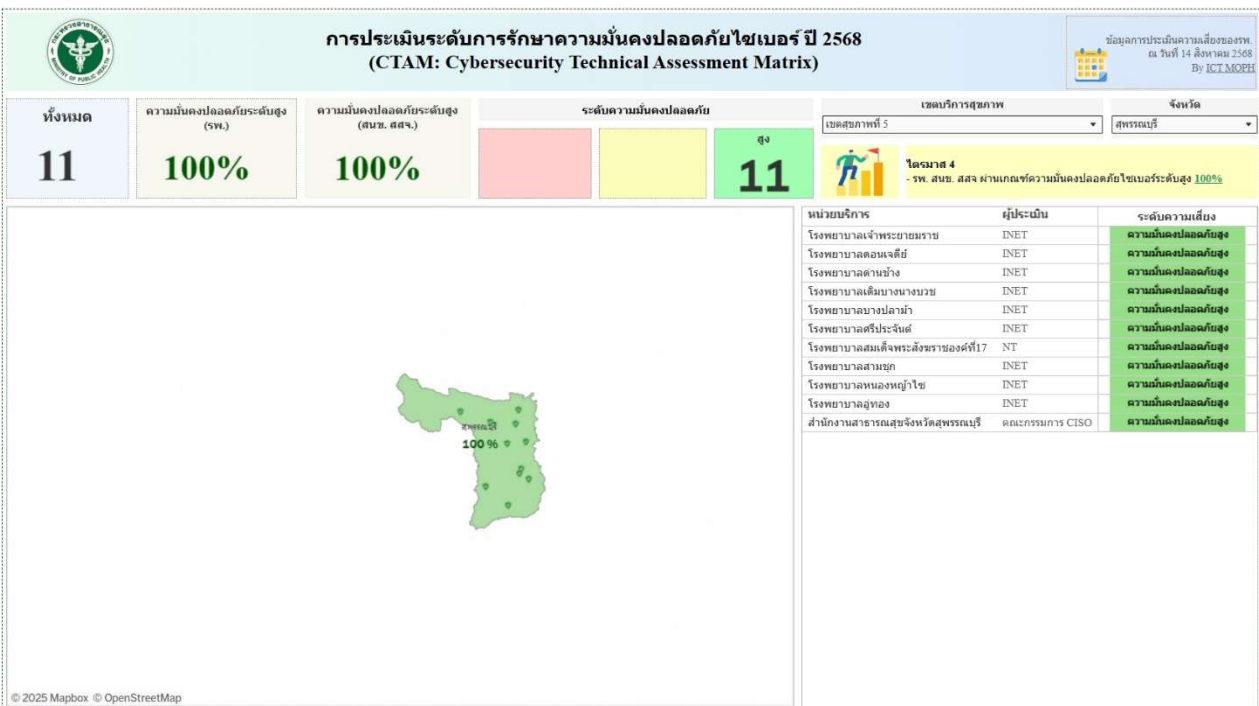 การประเมินระดับการรักษาความมั่นคงปลอดภัยไซเบอร์ ปี 2568
(CTAM: Cybersecurity Technical Assessment Matrix)
ข้อมูลการประเมินความเสี่ยงของรพ.
ณ วันที่ 14 สิงหาคม 2568
By ICT MOPH
ทั้งหมด
11
ความมั่นคงปลอดภัยระดับสูง
(รพ.)
100%
ความมั่นคงปลอดภัยระดับสูง
(สนข. สสจ.)
100%
ระดับความมั่นคงปลอดภัย
สูง
11
เขตบริการสุขภาพ
เขตสุขภาพที่ 5
จังหวัด
สุพรรณบุรี
ไตรมาส 4
- รพ. สนข. สสจ ผ่านเกณฑ์ความมั่นคงปลอดภัยไซเบอร์ระดับสูง 100%
หน่วยบริการ ผู้ประเมิน ระดับความเสี่ยง
โรงพยาบาลเจ้าพระยายมราช INET ความมั่นคงปลอดภัยสูง
โรงพยาบาลดอนเจดีย์ INET ความมั่นคงปลอดภัยสูง
โรงพยาบาลด่านช้าง INET ความมั่นคงปลอดภัยสูง
โรงพยาบาลเดิมบางนางบวช INET ความมั่นคงปลอดภัยสูง
โรงพยาบาลบางปลาม้า INET ความมั่นคงปลอดภัยสูง
โรงพยาบาลศรีประจันต์ INET ความมั่นคงปลอดภัยสูง
โรงพยาบาลสมเด็จพระสังฆราชองค์ที่17 NT ความมั่นคงปลอดภัยสูง
โรงพยาบาลสามชุก INET ความมั่นคงปลอดภัยสูง
โรงพยาบาลหนองหญ้าไซ INET ความมั่นคงปลอดภัยสูง
โรงพยาบาลอู่ทอง INET ความมั่นคงปลอดภัยสูง
สำนักงานสาธารณสุขจังหวัดสุพรรณบุรี คณะกรรมการ CISO ความมั่นคงปลอดภัยสูง
สุพรรณบุรี
100 %
© 2025 Mapbox © OpenStreetMap